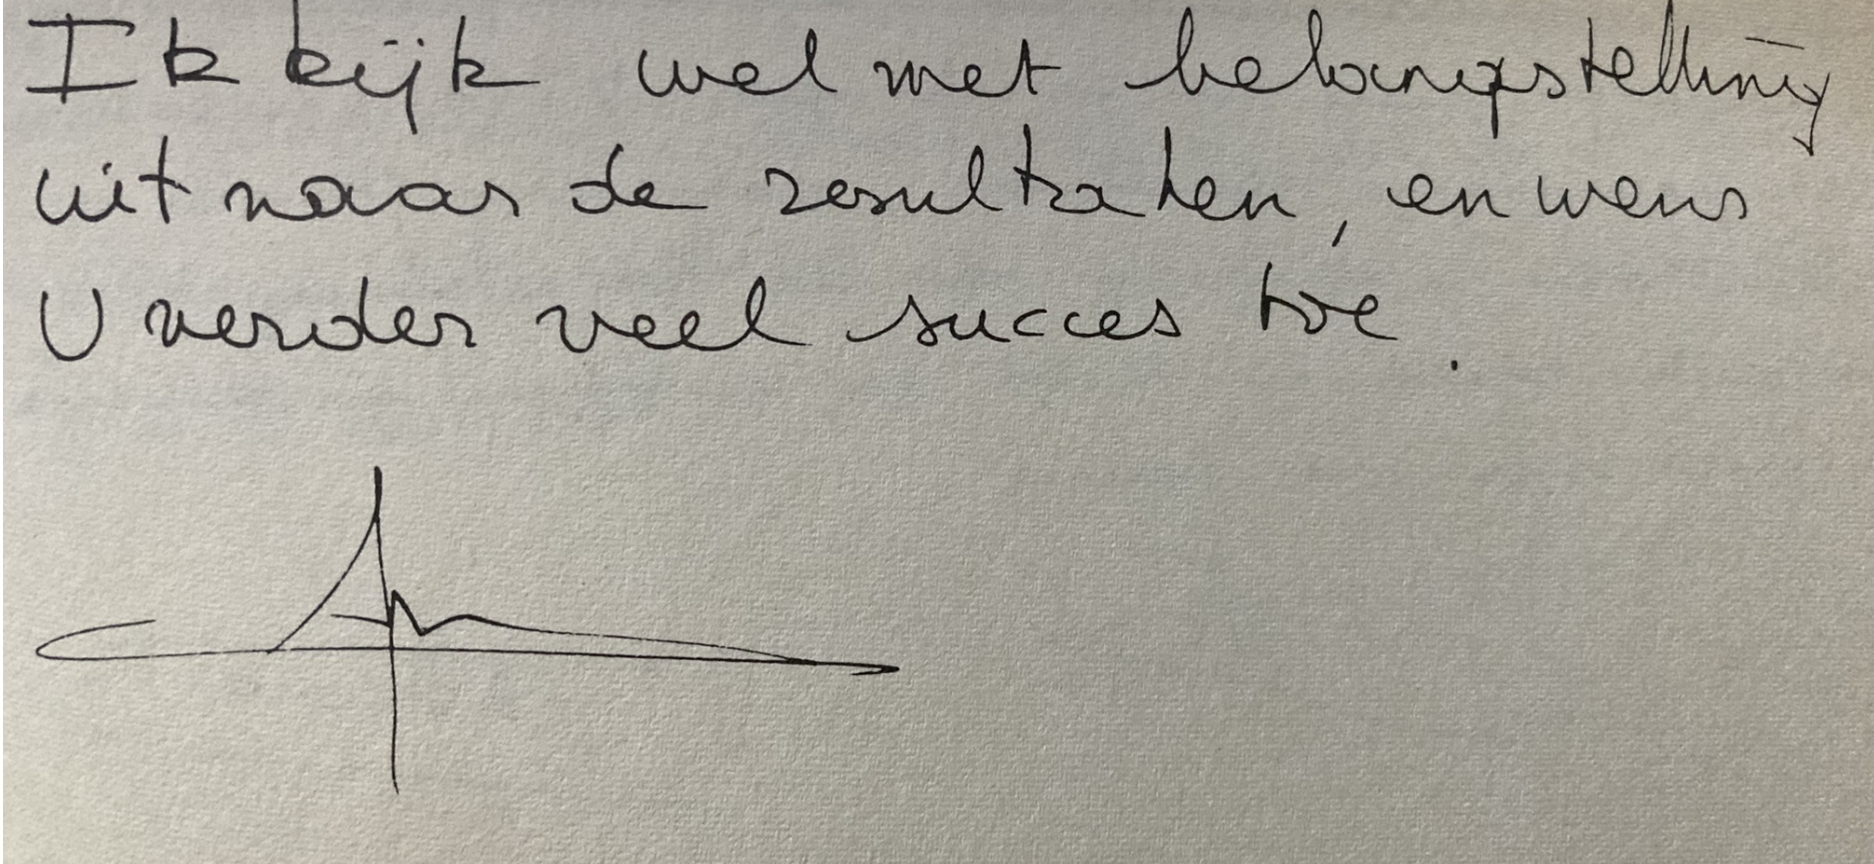 Ik kijk wel met belangstelling
uit naar de resultaten, en wens
U verder veel succes toe.